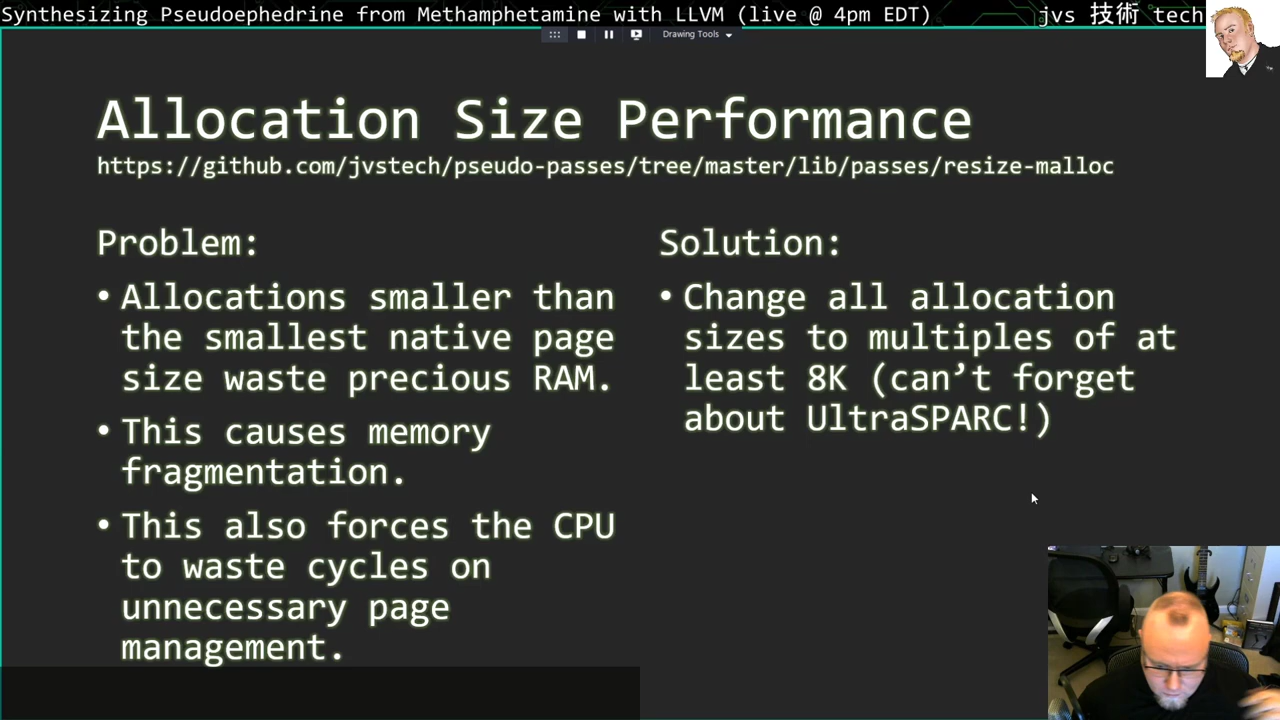 Synthesizing Pseudoephedrine from Methamphetamine with LLVM (live @ 4pm EDT)
jvs 技術 tech
Drawing Tools
Allocation Size Performance
https://github.com/jvstech/pseudo-passes/tree/master/lib/passes/resize-malloc
Problem:
• Allocations smaller than
the smallest native page
size waste precious RAM.
• This causes memory
fragmentation.
• This also forces the CPU
to waste cycles on
unnecessary page
management.
Solution:
• Change all allocation
sizes to multiples of at
least 8K (can’t forget
about UltraSPARC!)